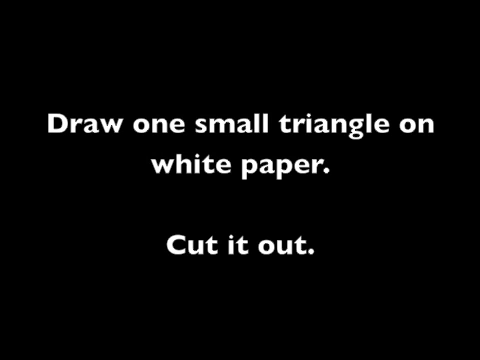 Draw one small triangle on
white paper.
Cut it out.